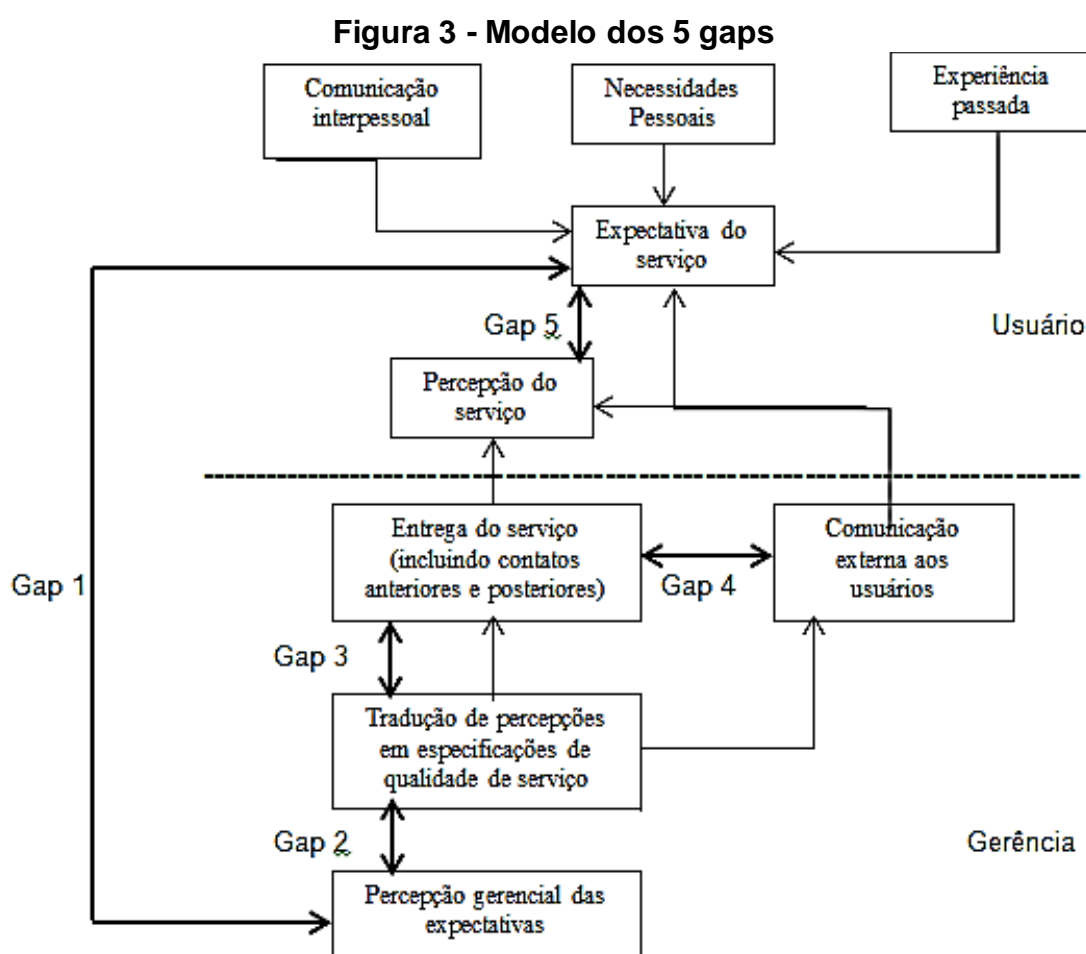 Figura 3 - Modelo dos 5 gaps
Comunicação
interpessoal
Necessidades
Pessoais
Experiência
passada
Expectativa do
serviço
Gap 5
Usuário
Percepção do
serviço
Entrega do serviço
(incluindo contatos
anteriores e posteriores)
Gap 4
Comunicação
externa aos
usuários
Gap 1
Gap 3
Tradução de percepções
em especificações de
qualidade de serviço
Gap 2
Gerência
Percepção gerencial das
expectativas